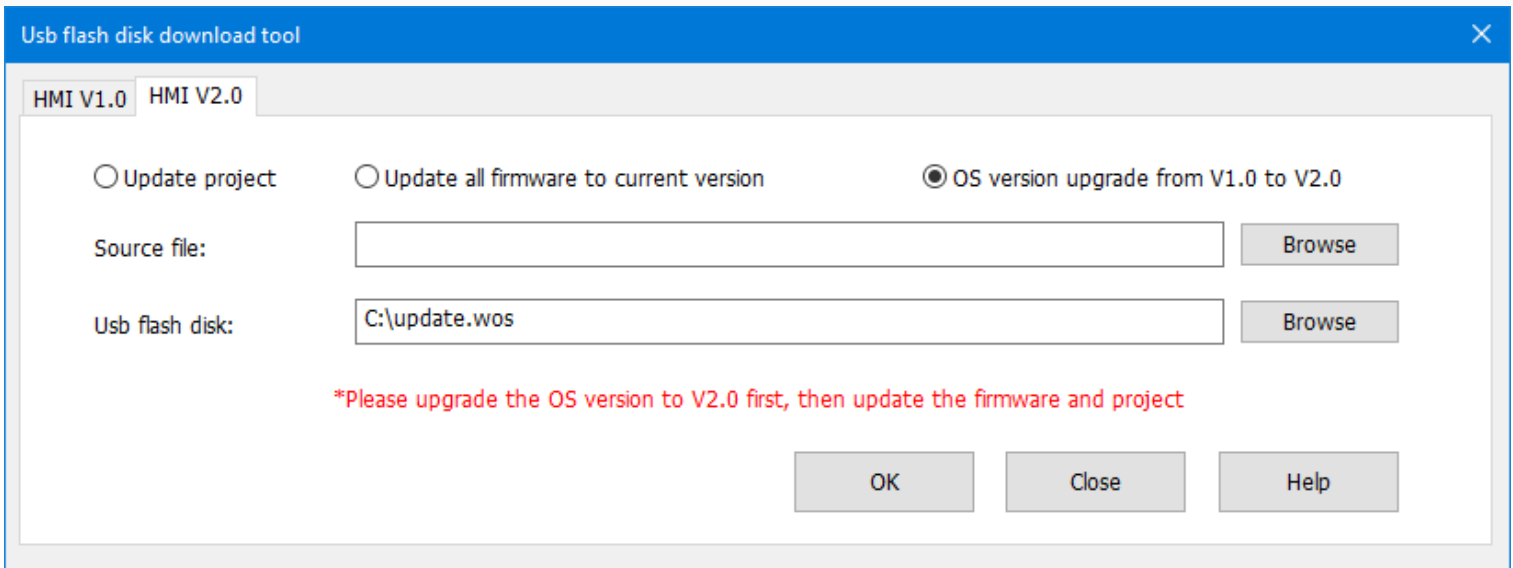 Usb flash disk download tool
HMI V1.0 HMI V2.0
Update project Update all firmware to current version OS version upgrade from V1.0 to V2.0
Source file: Browse
Usb flash disk: C:\update.wos Browse
*Please upgrade the OS version to V2.0 first, then update the firmware and project
OK Close Help